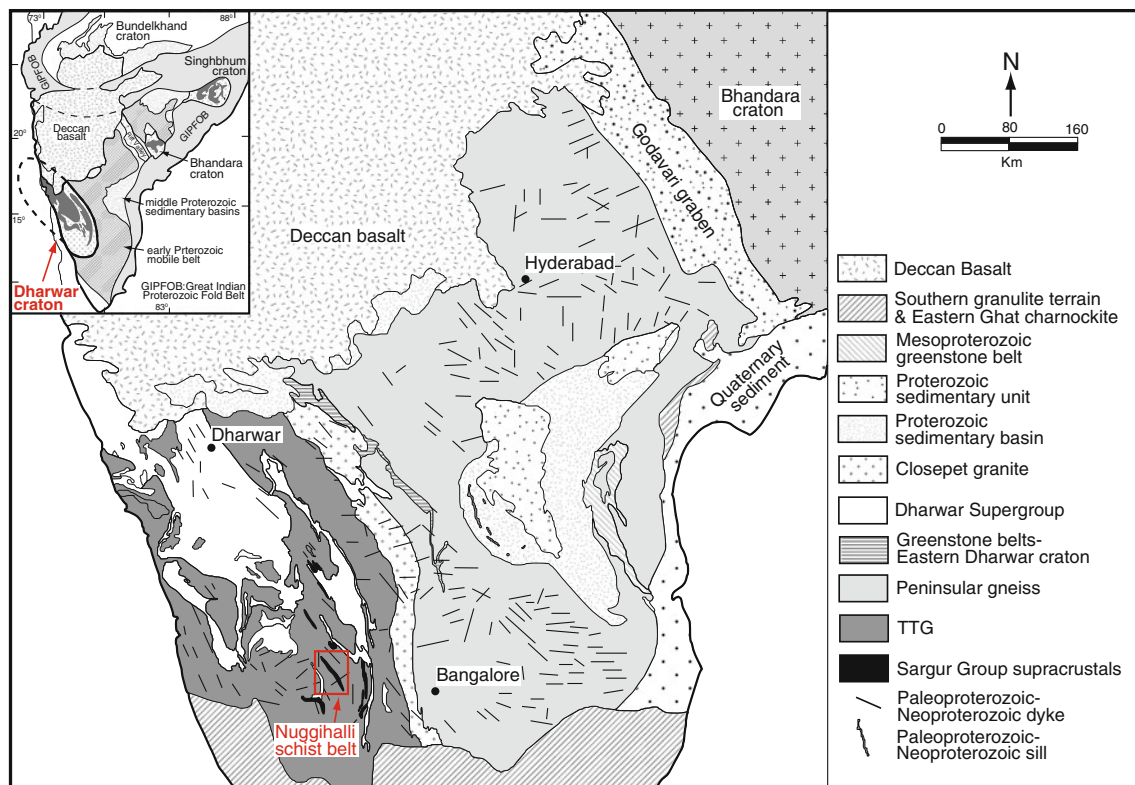 73°
88°
Bundelkhand
craton
GIPFOB
Singhbhum
craton
20°
Deccan
basalt
GIPFOB
Bhandara
craton
middle Proterozoic
sedimentary basins
15°
early Prterozoic
mobile belt
Dharwar
craton
GIPFOB:Great Indian
Proterozoic Fold Belt
83°
Bhandara
craton
Godavari graben
Deccan basalt
Hyderabad
Quaternary
sediment
Dharwar
Bangalore
Nuggihalli
schist belt
N
0 80 160
Km
Deccan Basalt
Southern granulite terrain
& Eastern Ghat charnockite
Mesoproterozoic
greenstone belt
Proterozoic
sedimentary unit
Proterozoic
sedimentary basin
Closepet granite
Dharwar Supergroup
Greenstone belts-
Eastern Dharwar craton
Peninsular gneiss
TTG
Sargur Group supracrustals
Paleoproterozoic-
Neoproterozoic dyke
Paleoproterozoic-
Neoproterozoic sill